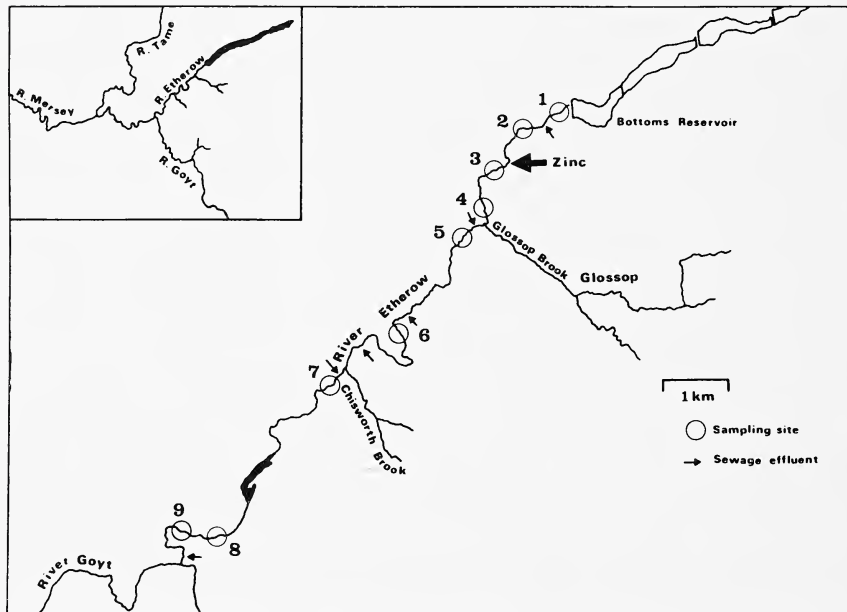 R. Tame
R. Etherow
R. Mersey
R. Goyt
1
Bottoms Reservoir
2
Zinc
3
4
5
Glossop Brook
Glossop
River Etherow
6
7
Chisworth Brook
1 km
Sampling site
Sewage effluent
9
8
River Goyt